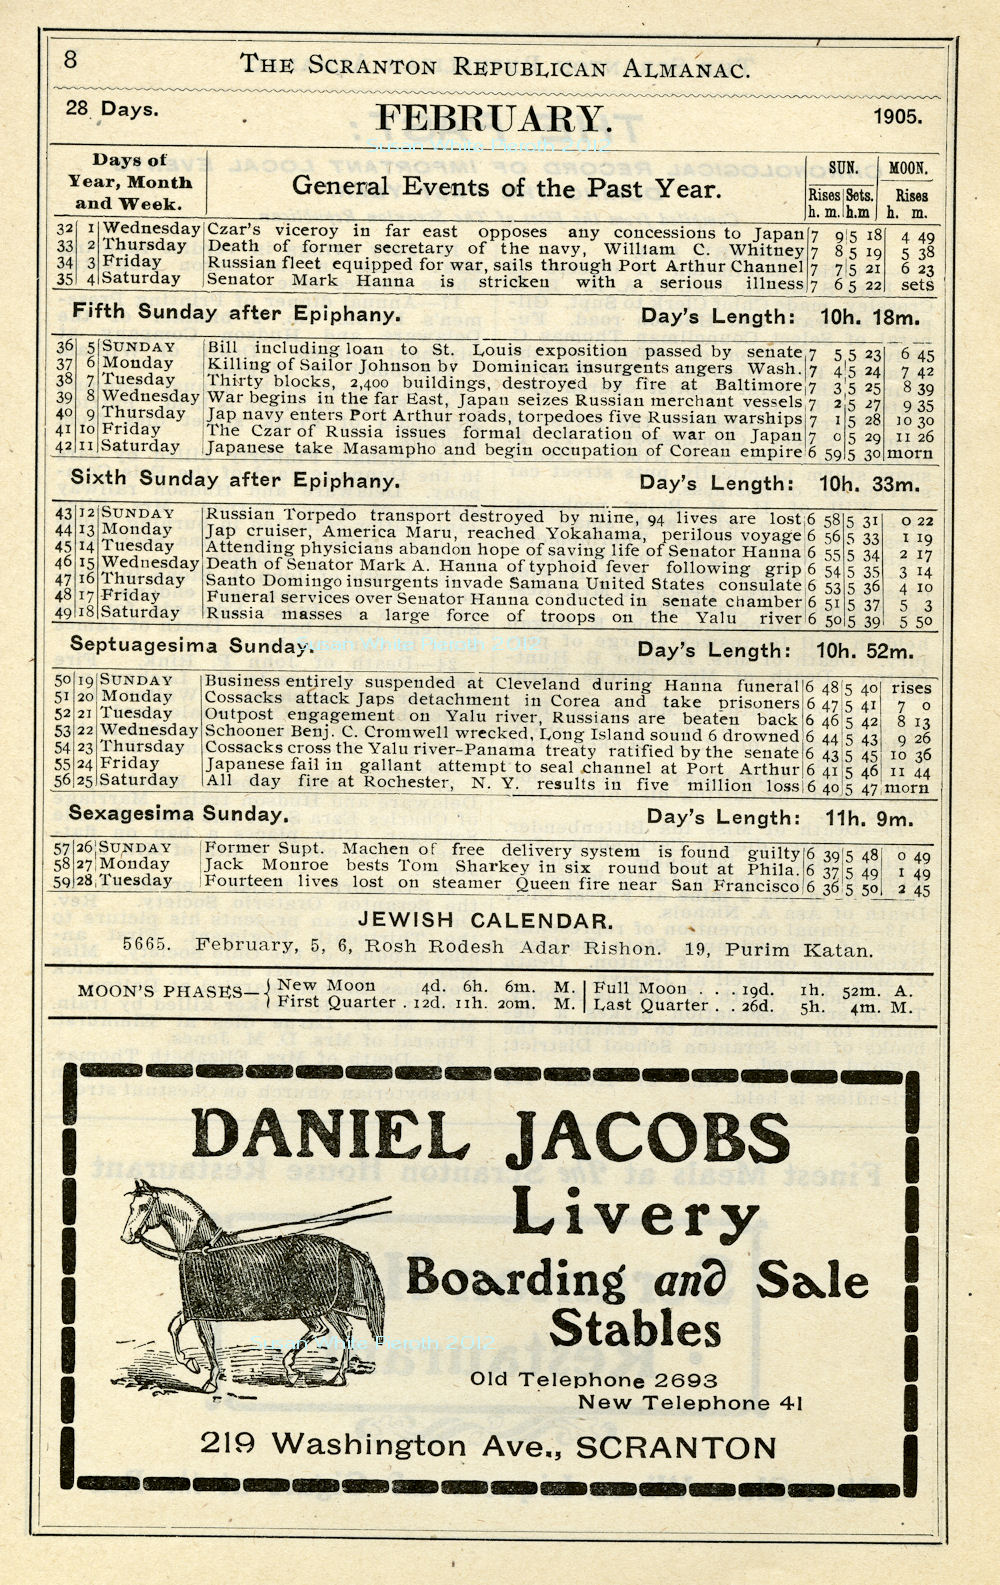 8
THE SCRANTON REPUBLICAN ALMANAC.
28 Days. FEBRUARY. 1905.
Days of Year, Month and Week. General Events of the Past Year. SUN. MOON.
Rises Sets. Rises
h. m. h.m h. m.
32 1 Wednesday Czar's viceroy in far east opposes any concessions to Japan 7 9 5 18 4 49
33 2 Thursday Death of former secretary of the navy, William C. Whitney 7 8 5 19 5 38
34 3 Friday Russian fleet equipped for war, sails through Port Arthur Channel 7 7 5 21 6 23
35 4 Saturday Senator Mark Hanna is stricken with a serious illness 7 6 5 22 sets
Fifth Sunday after Epiphany. Day's Length: 10h. 18m.
36 5 SUNDAY Bill including loan to St. Louis exposition passed by senate 7 5 5 23 6 45
37 6 Monday Killing of Sailor Johnson by Dominican insurgents angers Wash. 7 4 5 24 7 42
38 7 Tuesday Thirty blocks, 2,400 buildings, destroyed by fire at Baltimore 7 3 5 25 8 39
39 8 Wednesday War begins in the far East, Japan seizes Russian merchant vessels 7 2 5 27 9 35
40 9 Thursday Jap navy enters Port Arthur roads, torpedoes five Russian warships 7 1 5 28 10 30
41 10 Friday The Czar of Russia issues formal declaration of war on Japan 7 0 5 29 11 26
42 11 Saturday Japanese take Masampho and begin occupation of Corean empire 6 59 5 30 morn
Sixth Sunday after Epiphany. Day's Length: 10h. 33m.
43 12 SUNDAY Russian Torpedo transport destroyed by mine, 94 lives are lost 6 58 5 31 0 22
44 13 Monday Jap cruiser, America Maru, reached Yokahama, perilous voyage 6 56 5 33 1 19
45 14 Tuesday Attending physicians abandon hope of saving life of Senator Hanna 6 55 5 34 2 17
46 15 Wednesday Death of Senator Mark A. Hanna of typhoid fever following grip 6 54 5 35 3 14
47 16 Thursday Santo Domingo insurgents invade Samana United States consulate 6 53 5 36 4 10
48 17 Friday Funeral services over Senator Hanna conducted in senate chamber 6 51 5 37 5 3
49 18 Saturday Russia masses a large force of troops on the Yalu river 6 50 5 39 5 50
Septuagesima Sunday. Day's Length: 10h. 52m.
50 19 SUNDAY Business entirely suspended at Cleveland during Hanna funeral 6 48 5 40 rises
51 20 Monday Cossacks attack Japs detachment in Corea and take prisoners 6 47 5 41 7 0
52 21 Tuesday Outpost engagement on Yalu river, Russians are beaten back 6 46 5 42 8 13
53 22 Wednesday Schooner Benj. C. Cromwell wrecked, Long Island sound 6 drowned 6 44 5 43 9 26
54 23 Thursday Cossacks cross the Yalu river-Panama treaty ratified by the senate 6 43 5 45 10 36
55 24 Friday Japanese fail in gallant attempt to seal channel at Port Arthur 6 41 5 46 11 44
56 25 Saturday All day fire at Rochester, N. Y. results in five million loss 6 40 5 47 morn
Sexagesima Sunday. Day's Length: 11h. 9m.
57 26 SUNDAY Former Supt. Machen of free delivery system is found guilty 6 39 5 48 0 49
58 27 Monday Jack Monroe bests Tom Sharkey in six round bout at Phila. 6 37 5 49 1 49
59 28 Tuesday Fourteen lives lost on steamer Queen fire near San Francisco 6 36 5 50 2 45
JEWISH CALENDAR.
5665. February, 5, 6, Rosh Rodesh Adar Rishon. 19, Purim Katan.
MOON'S PHASES— New Moon 4d. 6h. 6m. M. Full Moon . . . 19d. 1h. 52m. A.
First Quarter . 12d. 11h. 20m. M. Last Quarter . . 26d. 5h. 4m. M.
DANIEL JACOBS
Livery
Boarding and Sale
Stables
Susan White Pieroth 2012
Old Telephone 2693
New Telephone 41
219 Washington Ave., SCRANTON